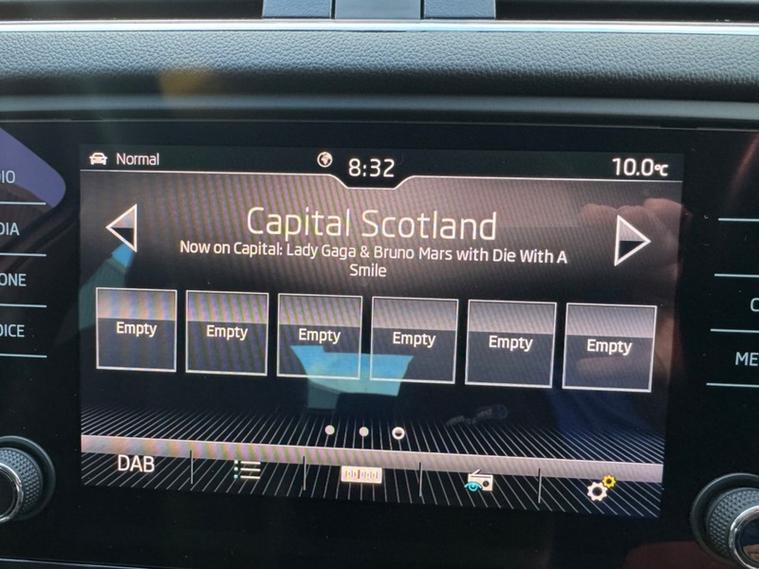 Normal
8:32
10.0°C
Capital Scotland
Now on Capital: Lady Gaga & Bruno Mars with Die With A
Smile
Empty Empty Empty Empty Empty Empty
DAB